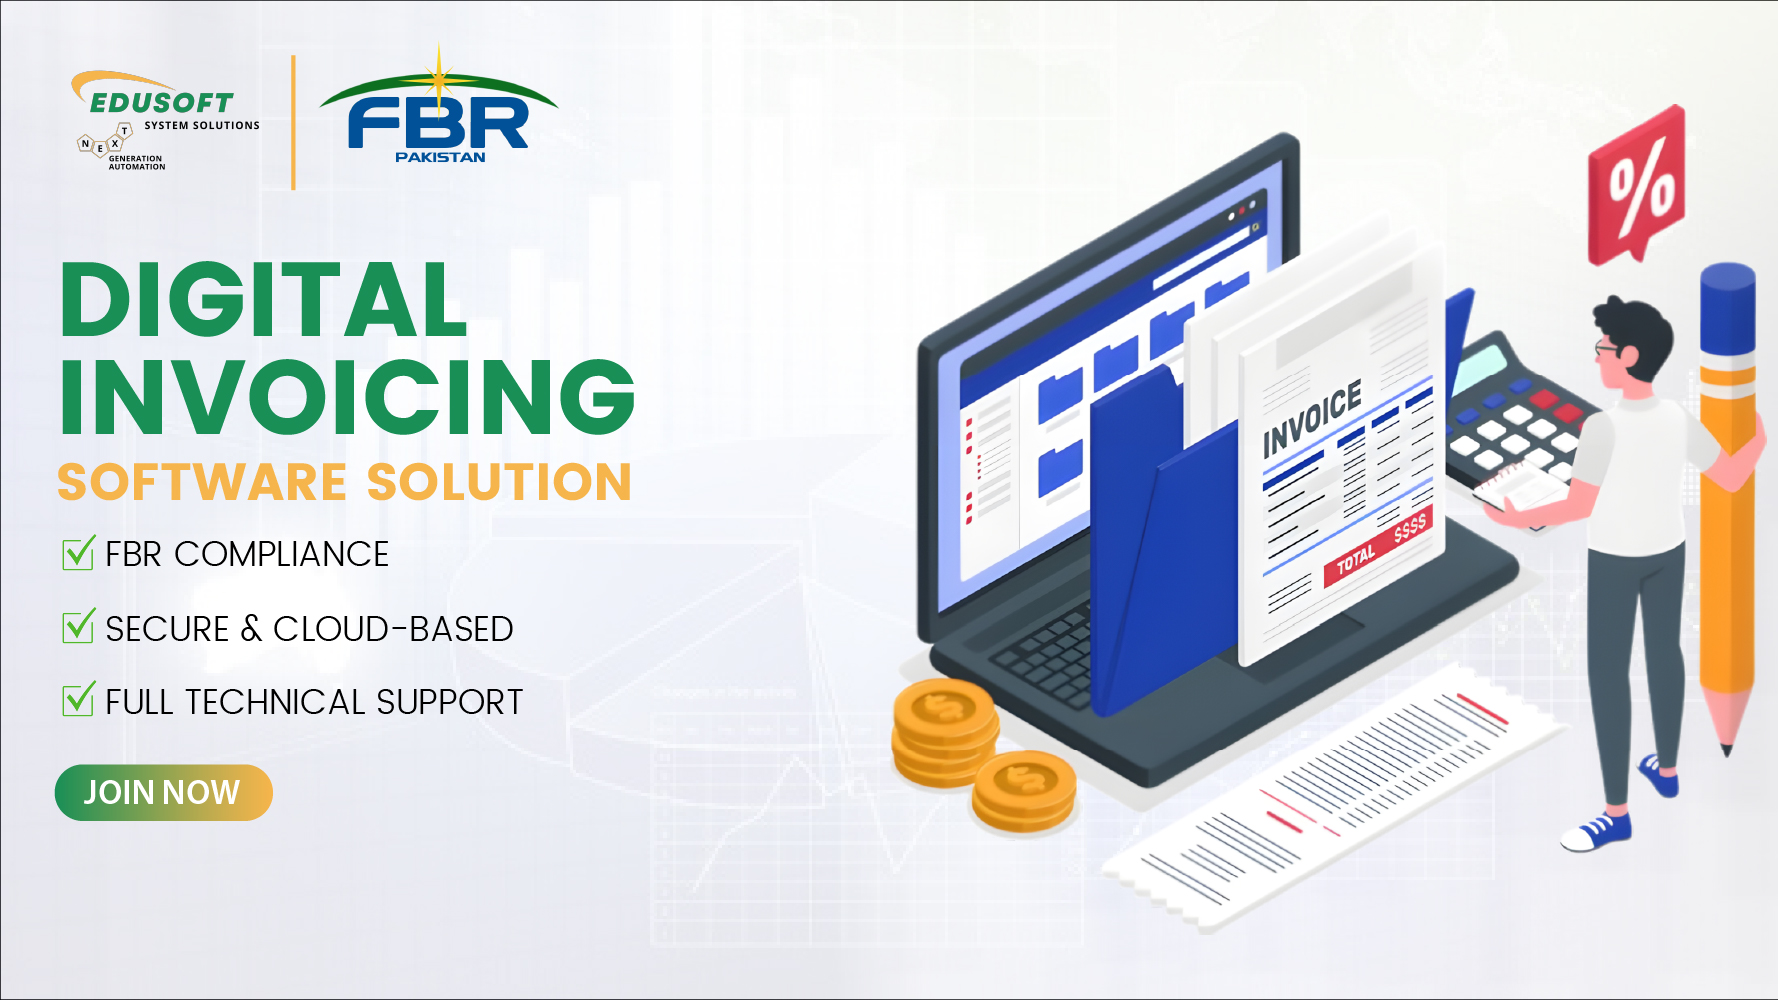 EDUSOFT
SYSTEM SOLUTIONS
NEXT
GENERATION
AUTOMATION
FBR
PAKISTAN
DIGITAL
INVOICING
SOFTWARE SOLUTION
FBR COMPLIANCE
SECURE & CLOUD-BASED
FULL TECHNICAL SUPPORT
JOIN NOW
%
INVOICE
TOTAL $$$$